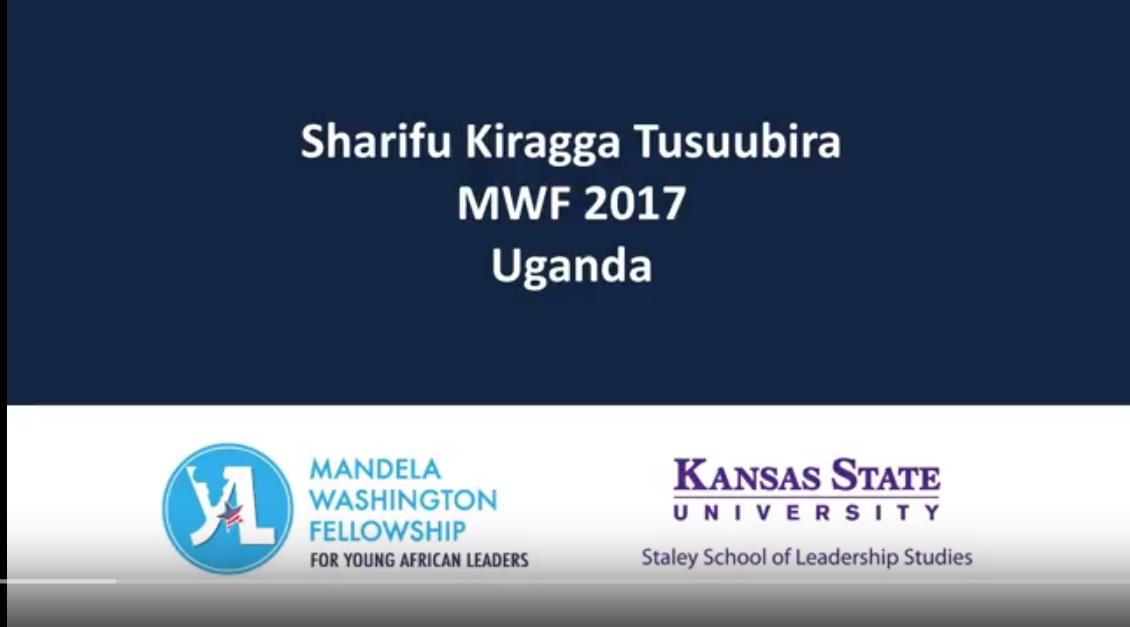 Sharifu Kiragga Tusuubira
MWF 2017
Uganda
YAL
MANDELA
WASHINGTON
FELLOWSHIP
FOR YOUNG AFRICAN LEADERS
KANSAS STATE
UNIVERSITY
Staley School of Leadership Studies